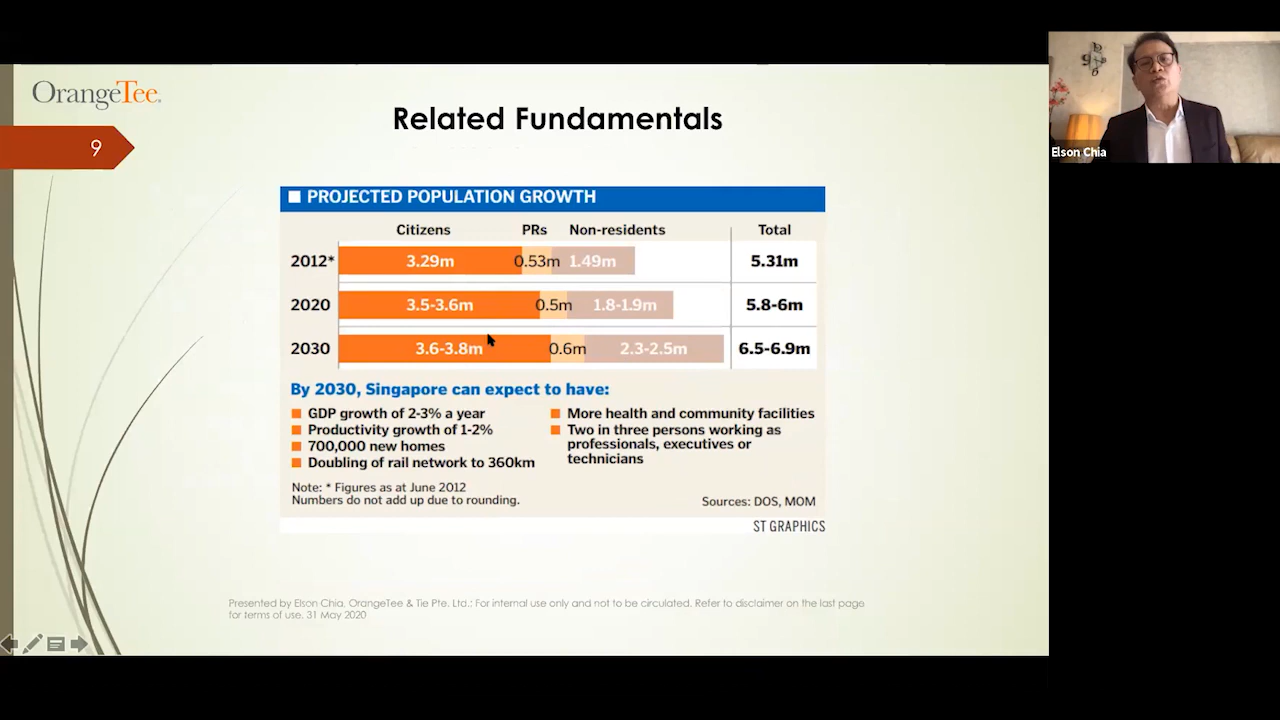 OrangeTee
Related Fundamentals
9
PROJECTED POPULATION GROWTH
Citizens PRs Non-residents Total
2012* 3.29m 0.53m 1.49m 5.31m
2020 3.5-3.6m 0.5m 1.8-1.9m 5.8-6m
2030 3.6-3.8m 0.6m 2.3-2.5m 6.5-6.9m
By 2030, Singapore can expect to have:
GDP growth of 2-3% a year
Productivity growth of 1-2%
700,000 new homes
Doubling of rail network to 360km
More health and community facilities
Two in three persons working as
professionals, executives or
technicians
Note: * Figures as at June 2012
Numbers do not add up due to rounding.
Sources: DOS, MOM
ST GRAPHICS
Presented by Elson Chia, OrangeTee & Tie Pte. Ltd.; For internal use only and not to be circulated. Refer to disclaimer on the last page
for terms of use. 31 May 2020
Elson Chia